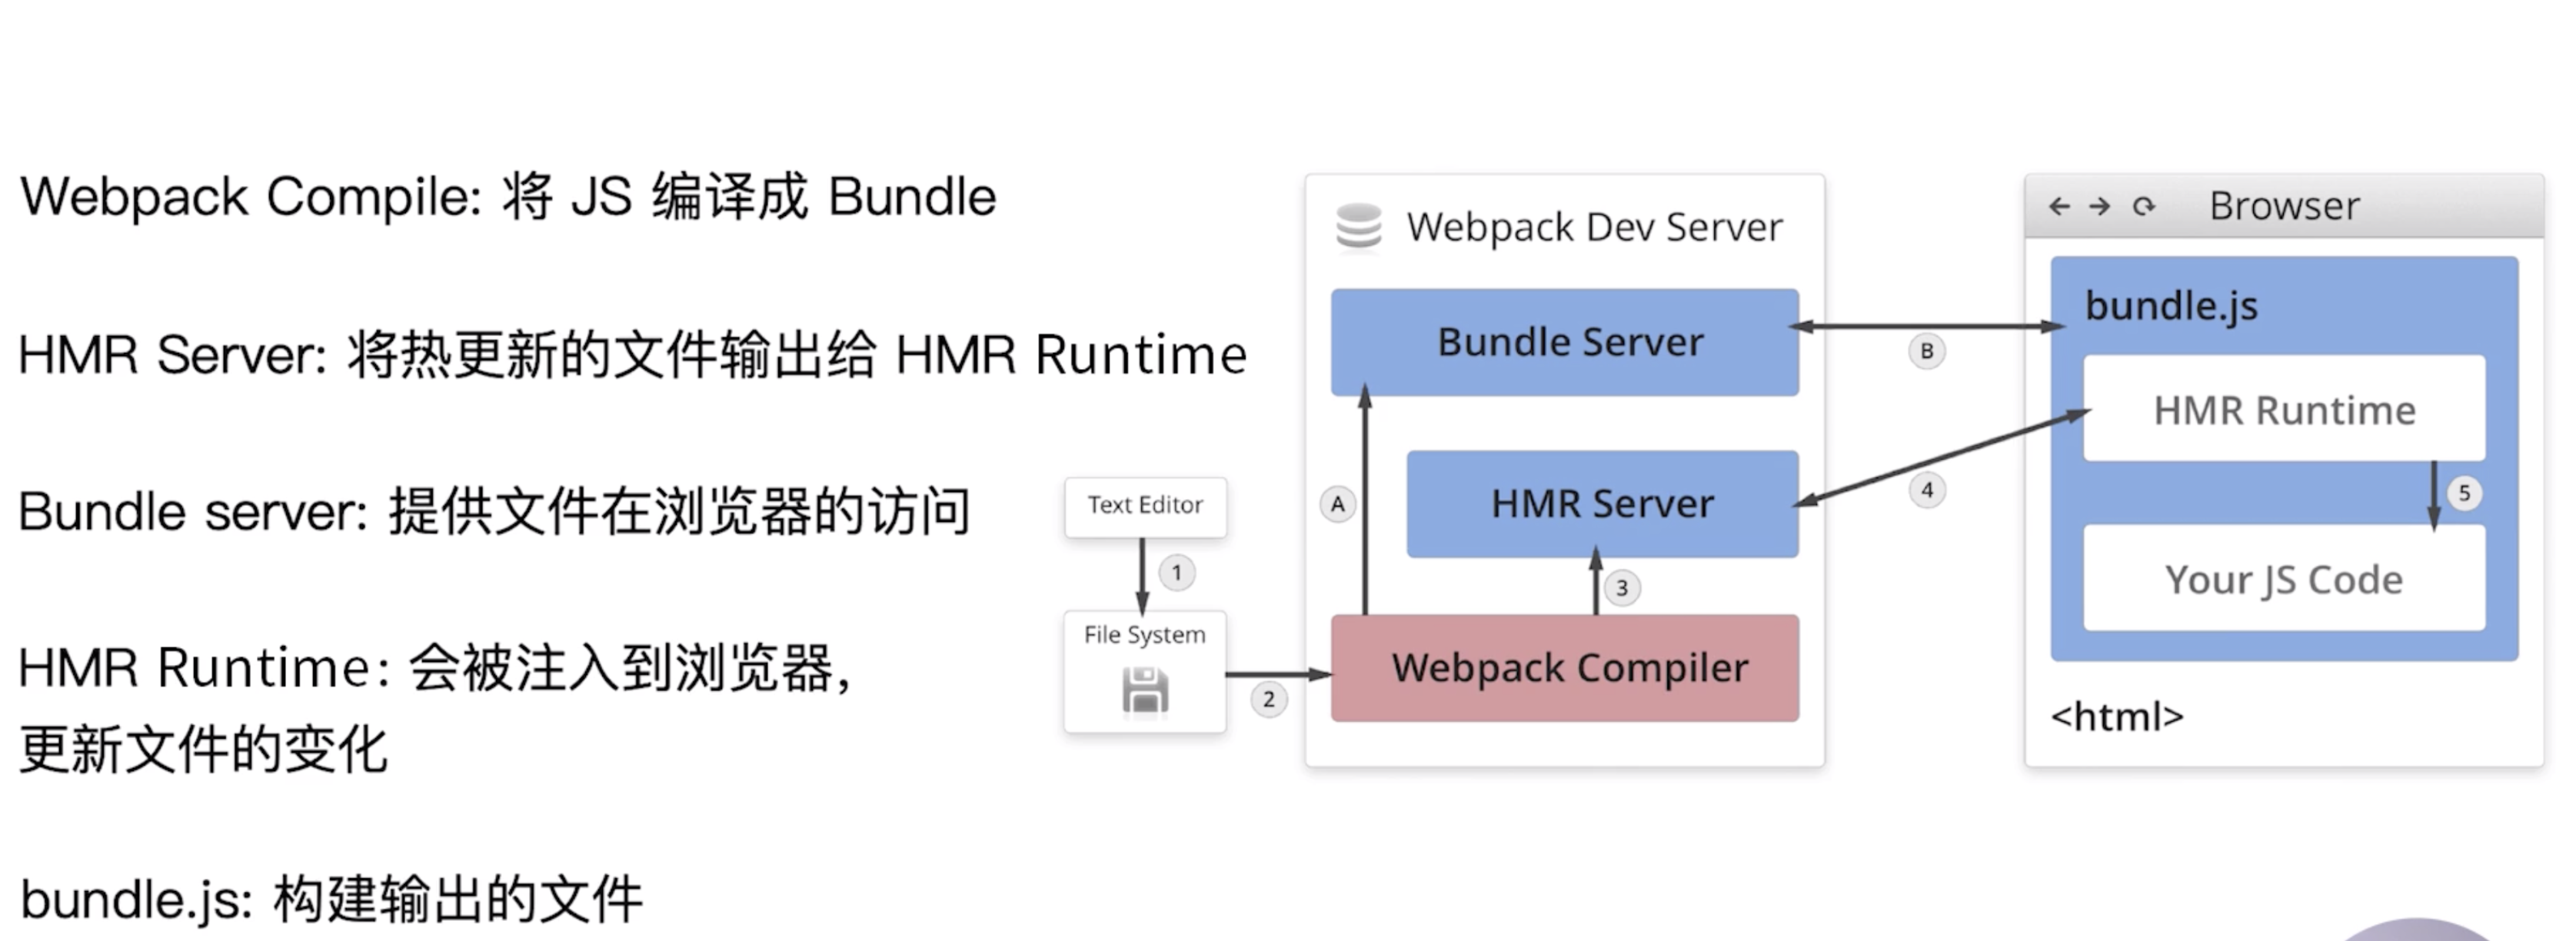 Webpack Compile: 将 JS 编译成 Bundle
HMR Server: 将热更新的文件输出给 HMR Runtime
Bundle server: 提供文件在浏览器的访问
HMR Runtime: 会被注入到浏览器，
更新文件的变化
bundle.js: 构建输出的文件
Text Editor
1
File System
2
Webpack Dev Server
Bundle Server
A
HMR Server
3
Webpack Compiler
B
4
Browser
bundle.js
HMR Runtime
5
Your JS Code
<html>